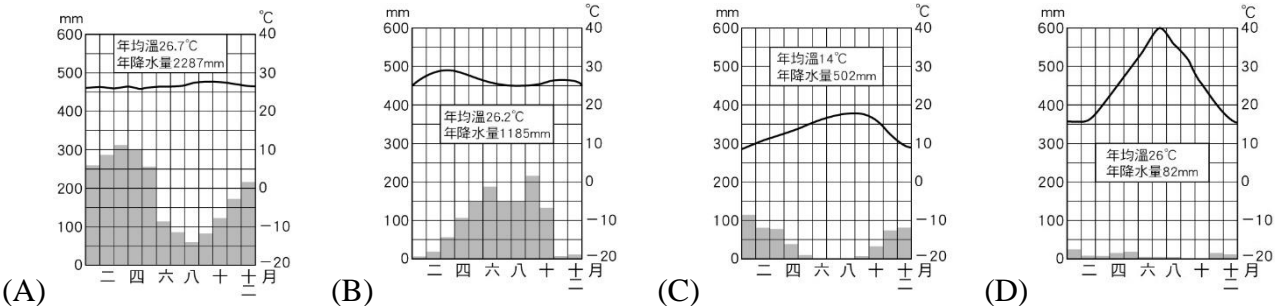 mm ℃
600 40
年均溫26.7℃
年降水量2287mm
500 30
400 20
300 10
200 0
100 −10
0 −20
二 四 六 八 十 十二 月
(A)
mm ℃
600 40
500 30
400 20
年均溫26.2℃
年降水量1185mm
300 10
200 0
100 −10
0 −20
二 四 六 八 十 十二 月
(B)
mm ℃
600 40
年均溫14℃
年降水量502mm
500 30
400 20
300 10
200 0
100 −10
0 −20
二 四 六 八 十 十二 月
(C)
mm ℃
600 40
500 30
400 20
300 10
年均溫26℃
年降水量82mm
200 0
100 −10
0 −20
二 四 六 八 十 十二 月
(D)